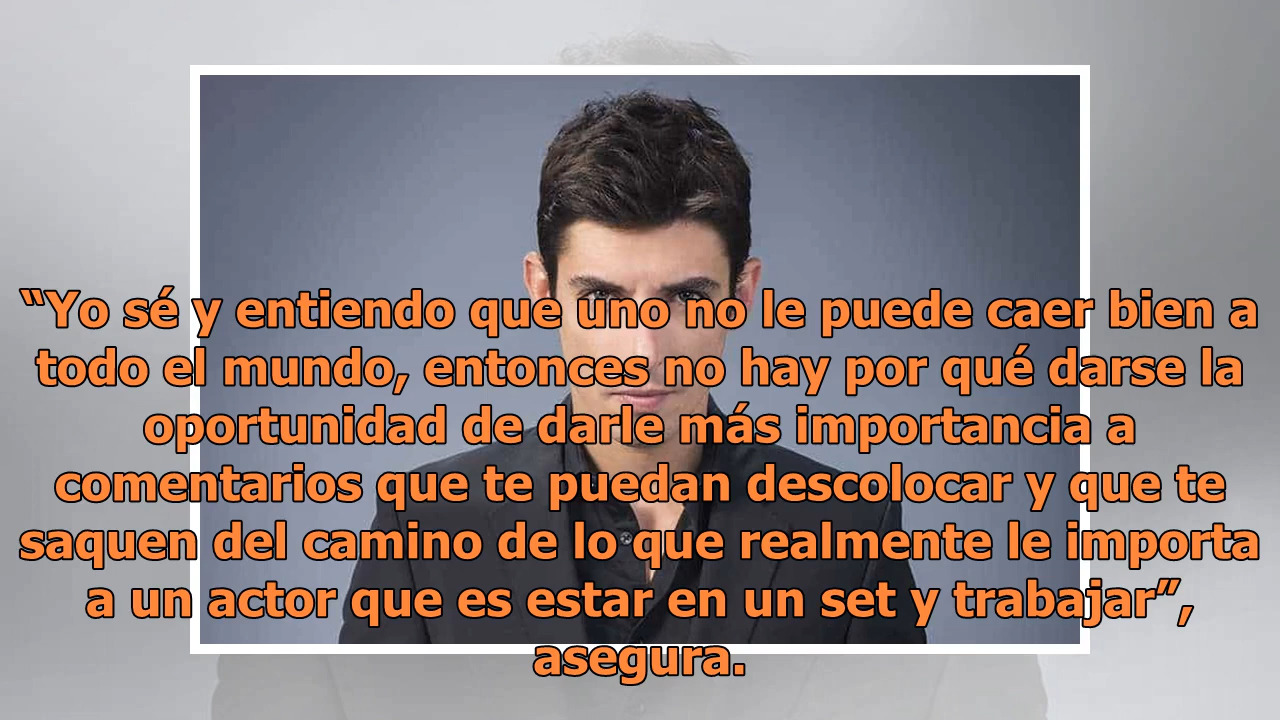 “Yo sé y entiendo que uno no le puede caer bien a
todo el mundo, entonces no hay por qué darse la
oportunidad de darle más importancia a
comentarios que te puedan descolocar y que te
saquen del camino de lo que realmente le importa
a un actor que es estar en un set y trabajar”,
asegura.